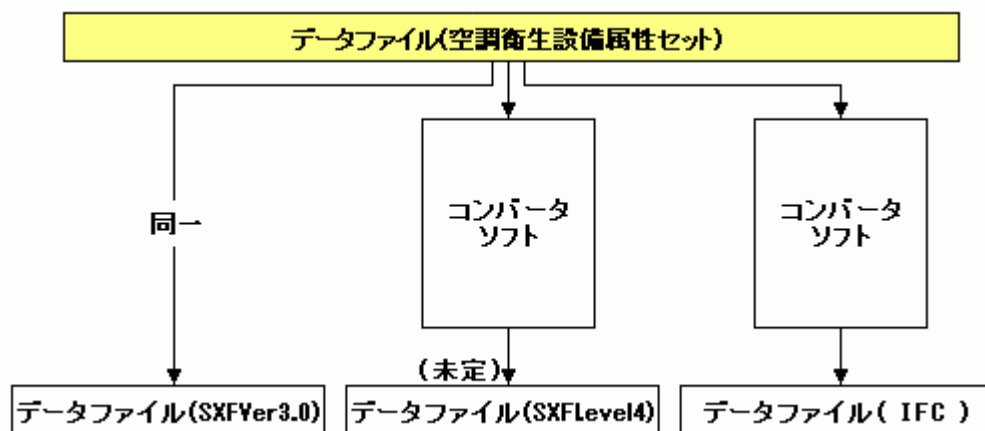 データファイル(空調衛生設備属性セット)
同一
コンバータ
ソフト
コンバータ
ソフト
(未定)
データファイル(SXFVer3.0)
データファイル(SXFLevel4)
データファイル( IFC )